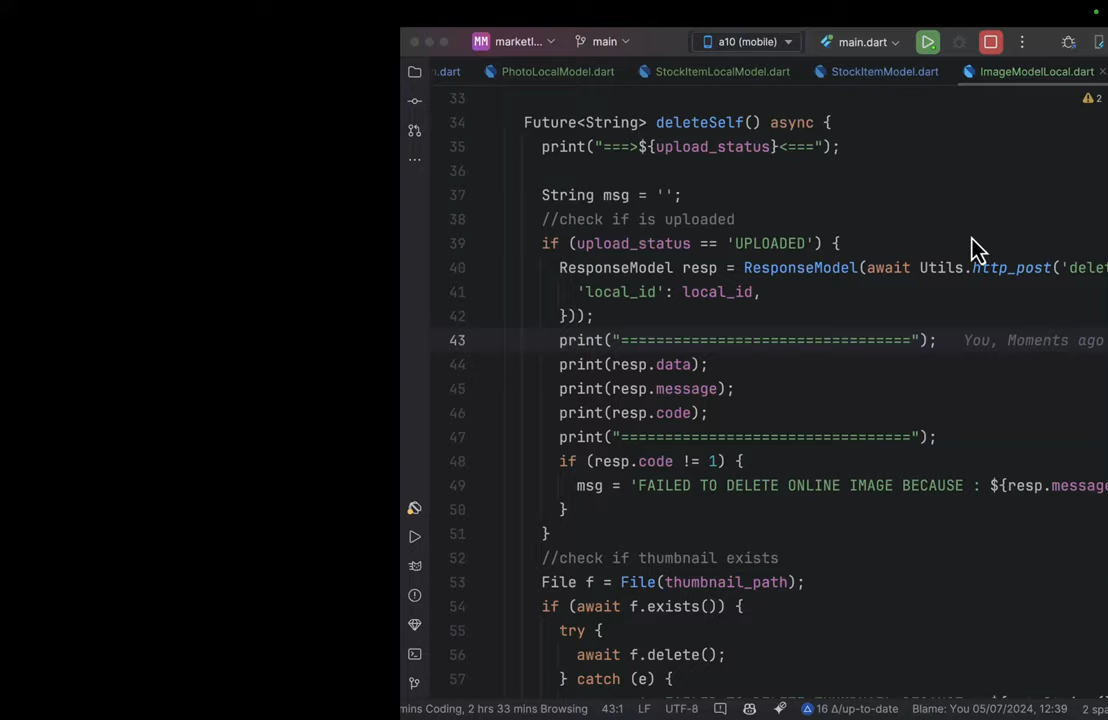 MM marketl... main a10 (mobile) main.dart
n.dart PhotoLocalModel.dart StockItemLocalModel.dart StockItemModel.dart ImageModelLocal.dart
33 2
34 Future<String> deleteSelf() async {
35 print("===>${upload_status}<===");
36
37 String msg = '';
38 //check if is uploaded
39 if (upload_status == 'UPLOADED') {
40 ResponseModel resp = ResponseModel(await Utils.http_post('delet
41 'local_id': local_id,
42 }));
43 print("================================="); You, Moments ago
44 print(resp.data);
45 print(resp.message);
46 print(resp.code);
47 print("=================================");
48 if (resp.code != 1) {
49 msg = 'FAILED TO DELETE ONLINE IMAGE BECAUSE : ${resp.message
50 }
51 }
52 //check if thumbnail exists
53 File f = File(thumbnail_path);
54 if (await f.exists()) {
55 try {
56 await f.delete();
57 } catch (e) {
mins Coding, 2 hrs 33 mins Browsing 43:1 LF UTF-8 16 Δ/up-to-date Blame: You 05/07/2024, 12:39 2 spa